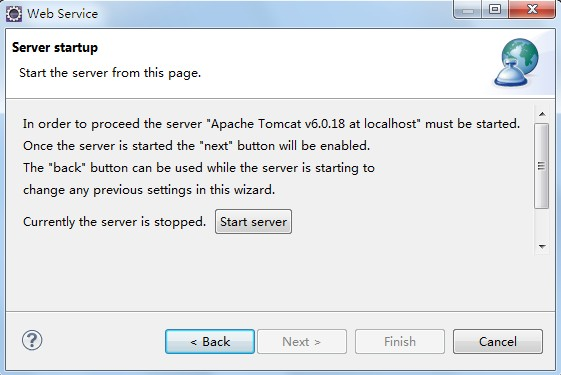 Web Service
Server startup
Start the server from this page.
In order to proceed the server "Apache Tomcat v6.0.18 at localhost" must be started.
Once the server is started the "next" button will be enabled.
The "back" button can be used while the server is starting to
change any previous settings in this wizard.
Currently the server is stopped. Start server
? < Back Next > Finish Cancel